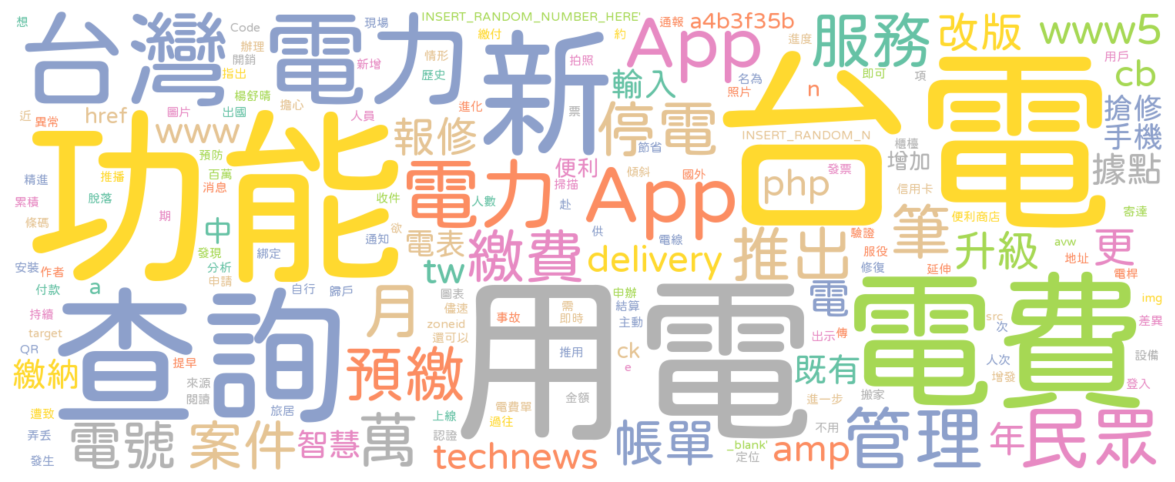 想
台灣
電力
Code
辦理
開銷
指出
情形
歷史
現場
新增
INSERT_RANDOM_NUMBER_HERE'
繳付
新
約
拍照
票
App
通報
a4b3f35b
進度
服務
改版
www5
cb
用戶
近
異常
圖片
href
楊舒晴
出國
擔心
人員
進化
輸入
照片
名為
n
即可
項
搶修
手機
www
報修
停電
節省
INSERT_RANDOM_N
台電
櫃檯
增加
據點
功能
預防
百萬
推播
消息
精進
脫落
累積
期
條碼
收件
電力
App
便利
掃描
傾斜
國外
人數
赴
php
發票
信用卡
便利商店
寄達
中
發現
分析
申請
綁定
通知
欲
電表
繳費
供
電線
推出
驗證
服役
筆
升級
avw
更
地址
安裝
作者
付款
a
自行
歸戶
tw
delivery
修復
延伸
電桿
持續
target
QR
查詢
月
圖表
儘速
zoneid
還可以
用電
事故
需
即時
申辦
結算
主動
電
出示
傳
電費
src
次
img
差異
設備
繳納
提早
來源
閱讀
旅居
預繳
推用
ck
e
既有
人次
增發
登入
搬家
遭致
弄丟
發生
電號
案件
智慧
萬
上線
認證
電費單
過往
金額
帳單
_blank'
定位
進一步
不用
amp
管理
年
民眾
technews